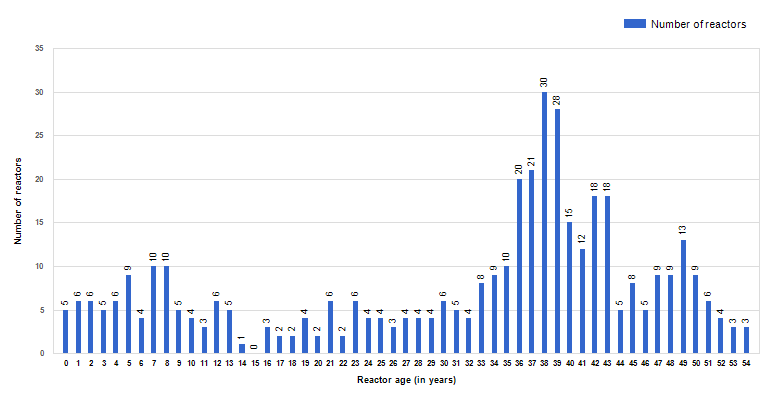 Number of reactors
35
30
25
20
15
10
5
0
Number of reactors
5 6 6 5 6 9 4 10 10 5 4 3 6 5 1 0 3 2 2 4 2 6 2 6 4 4 3 4 4 4 6 5 4 8 9 10 20 21 30 28 15 12 18 18 5 8 5 9 9 13 9 6 4 3 3
0 1 2 3 4 5 6 7 8 9 10 11 12 13 14 15 16 17 18 19 20 21 22 23 24 25 26 27 28 29 30 31 32 33 34 35 36 37 38 39 40 41 42 43 44 45 46 47 48 49 50 51 52 53 54
Reactor age (in years)